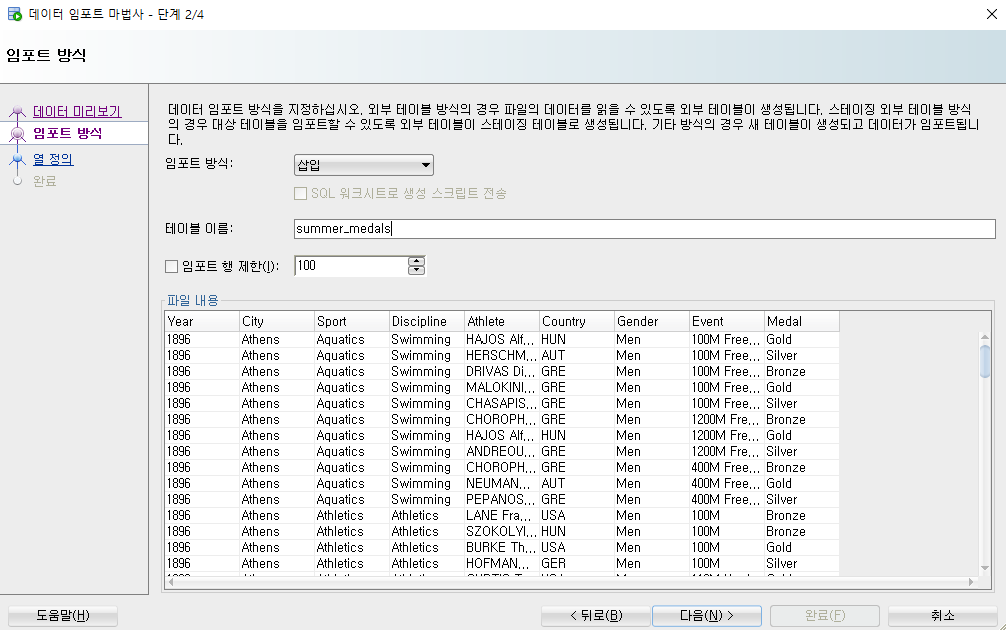 데이터 임포트 마법사 - 단계 2/4
임포트 방식
데이터 미리보기
임포트 방식
열 정의
완료
데이터 임포트 방식을 지정하십시오. 외부 테이블 방식의 경우 파일의 데이터를 읽을 수 있도록 외부 테이블이 생성됩니다. 스테이징 외부 테이블 방식
의 경우 대상 테이블을 임포트할 수 있도록 외부 테이블이 스테이징 테이블로 생성됩니다. 기타 방식의 경우 새 테이블이 생성되고 데이터가 임포트됩니
다.
임포트 방식: 삽입
SQL 워크시트로 생성 스크립트 전송
테이블 이름: summer_medals
임포트 행 제한(I): 100
파일 내용
Year City Sport Discipline Athlete Country Gender Event Medal
1896 Athens Aquatics Swimming HAJOS Alf... HUN Men 100M Free... Gold
1896 Athens Aquatics Swimming HERSCHM... AUT Men 100M Free... Silver
1896 Athens Aquatics Swimming DRIVAS Di... GRE Men 100M Free... Bronze
1896 Athens Aquatics Swimming MALOKINI... GRE Men 100M Free... Gold
1896 Athens Aquatics Swimming CHASAPIS... GRE Men 100M Free... Silver
1896 Athens Aquatics Swimming CHOROPH... GRE Men 1200M Fre... Bronze
1896 Athens Aquatics Swimming HAJOS Alf... HUN Men 1200M Fre... Gold
1896 Athens Aquatics Swimming ANDREOU... GRE Men 1200M Fre... Silver
1896 Athens Aquatics Swimming CHOROPH... GRE Men 400M Free... Bronze
1896 Athens Aquatics Swimming NEUMAN... AUT Men 400M Free... Gold
1896 Athens Aquatics Swimming PEPANOS... GRE Men 400M Free... Silver
1896 Athens Athletics Athletics LANE Fra... USA Men 100M Bronze
1896 Athens Athletics Athletics SZOKOLYI... HUN Men 100M Bronze
1896 Athens Athletics Athletics BURKE Th... USA Men 100M Gold
1896 Athens Athletics Athletics HOFMAN... GER Men 100M Silver
도움말(H) < 뒤로(B) 다음(N) > 완료(F) 취소